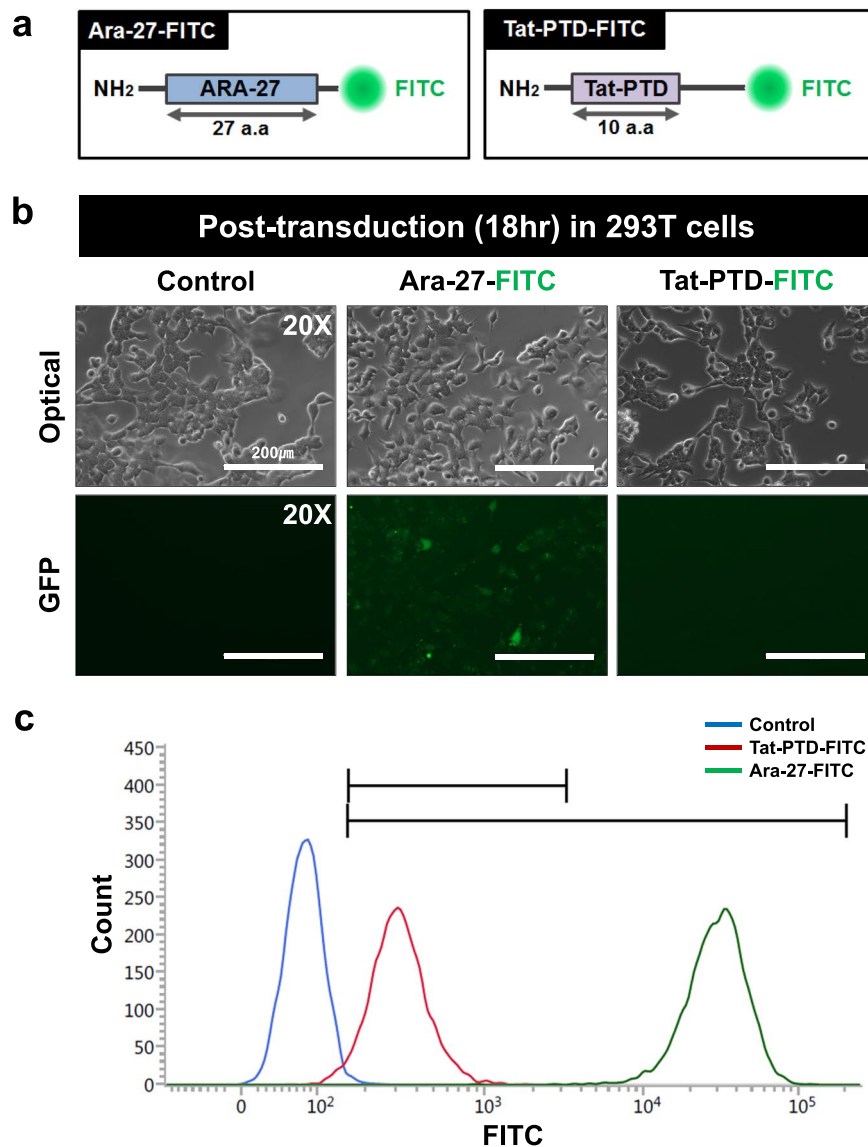 a
Ara-27-FITC
NH2 ARA-27 FITC
27 a.a
Tat-PTD-FITC
NH2 Tat-PTD FITC
10 a.a
b
Post-transduction (18hr) in 293T cells
Control Ara-27-FITC Tat-PTD-FITC
Optical
20X
200μm
GFP
20X
c
Control
Tat-PTD-FITC
Ara-27-FITC
Count
450
400
350
300
250
200
150
100
50
0
0 10² 10³ 10⁴ 10⁵
FITC